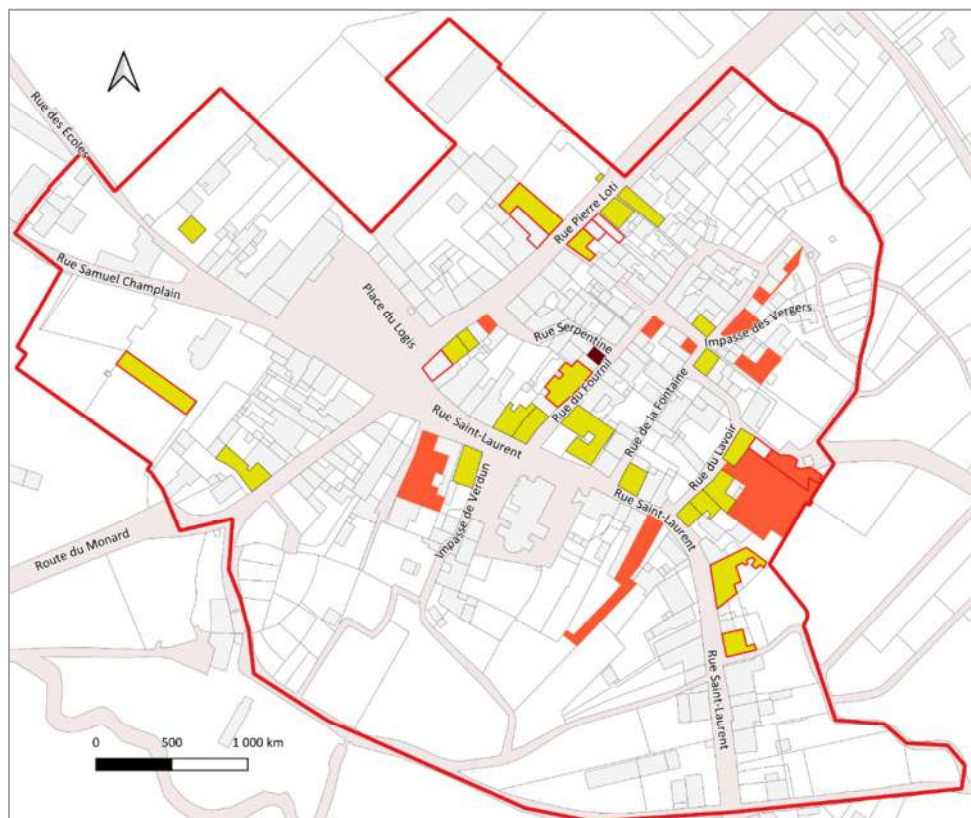 Rue des Écoles
Rue Pierre Loti
Rue Samuel Champlain
Place du Logis
Rue Serpentine
Impasse des Vergers
Rue du Fournil
Rue de la Fontaine
Rue Saint-Laurent
Rue du Lavoir
Rue Saint-Laurent
Impasse de Verdun
Route du Monard
Rue Saint-Laurent
0 500 1 000 km